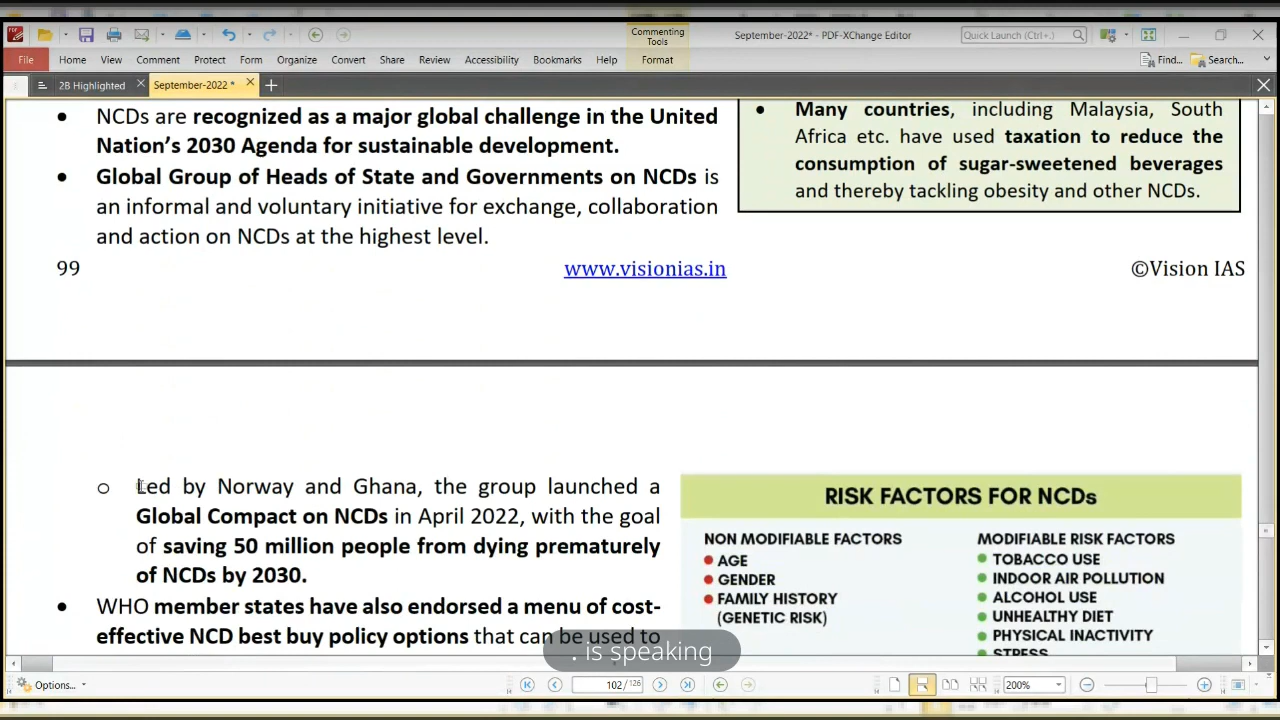 Commenting
Tools
September-2022* - PDF-XChange Editor
Quick Launch (Ctrl+.)
File
Home
View
Comment
Protect
Form
Organize
Convert
Share
Review
Accessibility
Bookmarks
Help
Format
Find...
Search...
2B Highlighted
September-2022 *
NCDs are recognized as a major global challenge in the United
Nation's 2030 Agenda for sustainable development.
Global Group of Heads of State and Governments on NCDs is
an informal and voluntary initiative for exchange, collaboration
and action on NCDs at the highest level.
Many countries, including Malaysia, South
Africa etc. have used taxation to reduce the
consumption of sugar-sweetened beverages
and thereby tackling obesity and other NCDs.
99
www.visionias.in
©Vision IAS
o Led by Norway and Ghana, the group launched a
Global Compact on NCDs in April 2022, with the goal
of saving 50 million people from dying prematurely
of NCDs by 2030.
WHO member states have also endorsed a menu of cost-
effective NCD best buy policy options that can be used to
RISK FACTORS FOR NCDs
NON MODIFIABLE FACTORS
AGE
GENDER
FAMILY HISTORY
(GENETIC RISK)
MODIFIABLE RISK FACTORS
TOBACCO USE
INDOOR AIR POLLUTION
ALCOHOL USE
UNHEALTHY DIET
PHYSICAL INACTIVITY
STRESS
. is speaking
Options...
102 / 126
200%